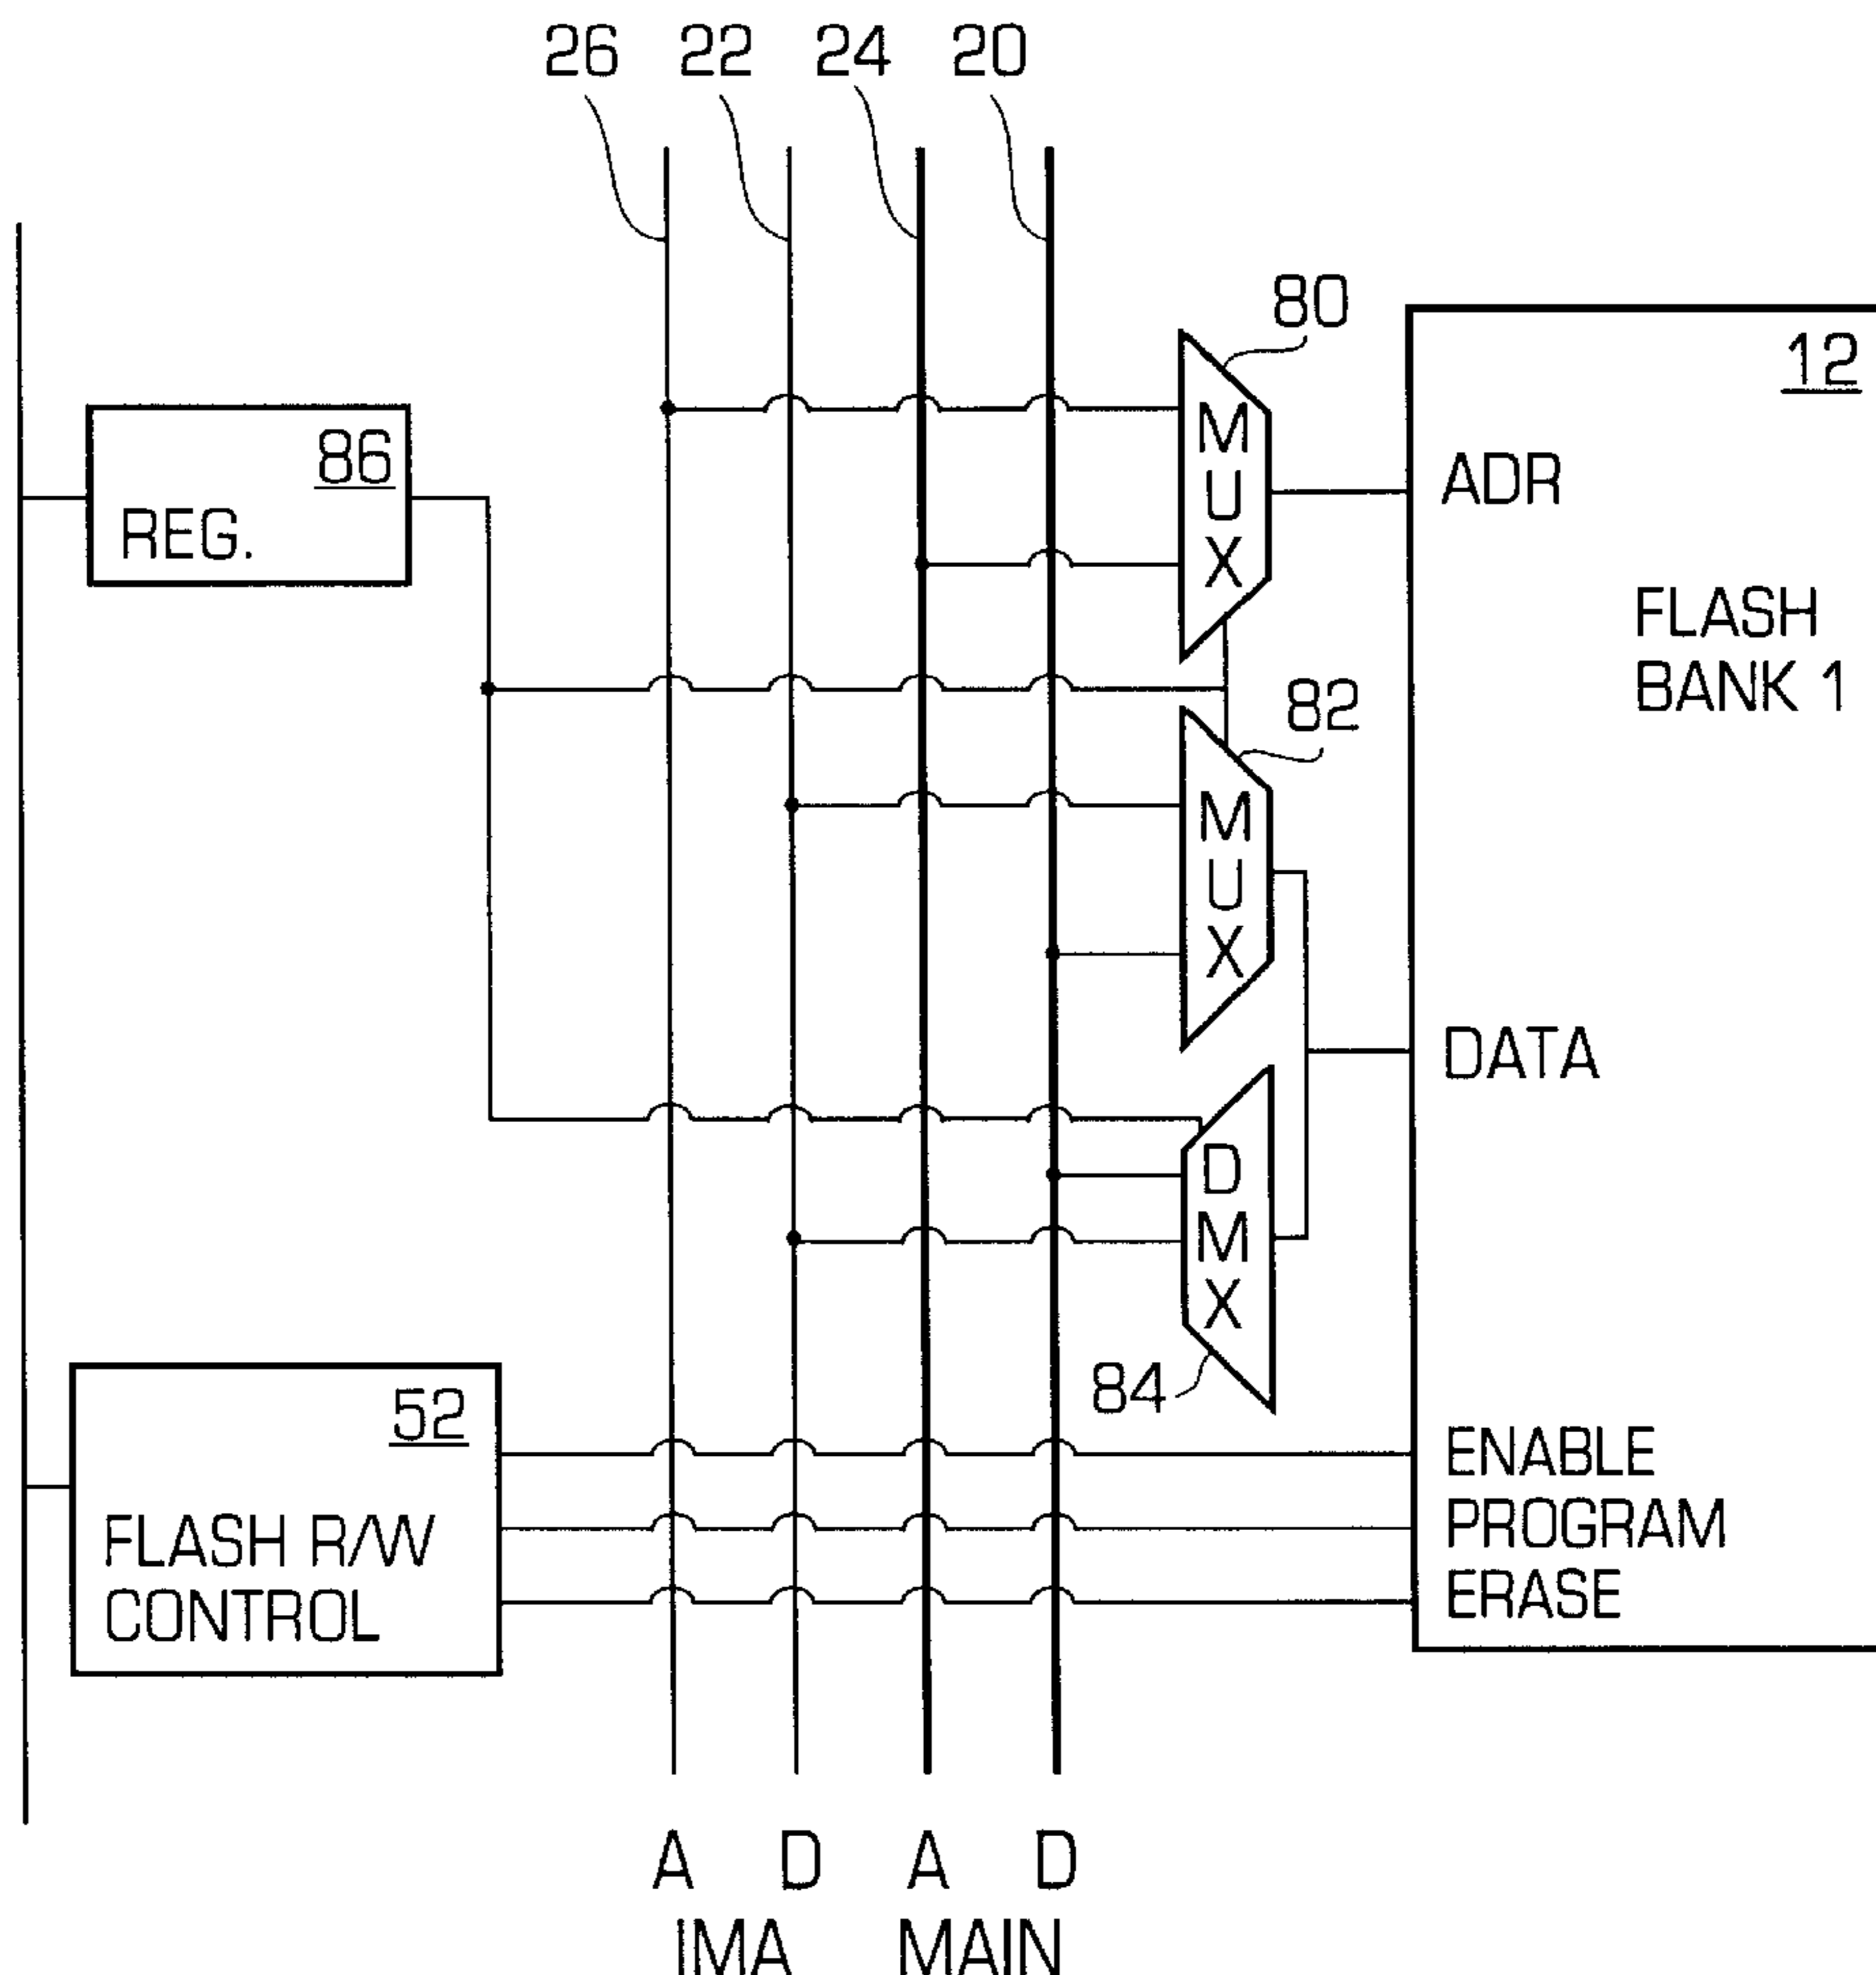 26 22 24 20
80
12
86
REG.
MUX
ADR
FLASH
BANK 1
82
MUX
DATA
DMX
84
52
FLASH R/W
CONTROL
ENABLE
PROGRAM
ERASE
A D A D
IMA MAIN